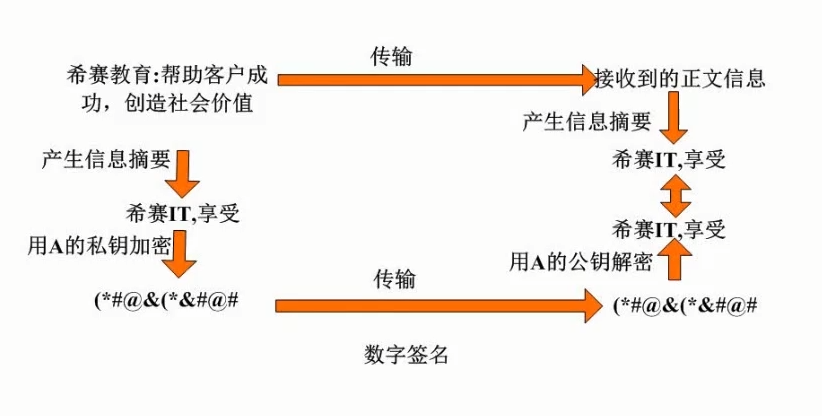 传输
希赛教育:帮助客户成
功，创造社会价值
接收到的正文信息
产生信息摘要
产生信息摘要
希赛IT,享受
希赛IT,享受
希赛IT,享受
用A的私钥加密
用A的公钥解密
传输
(*#@&(*&#@#
(*#@&(*&#@#
数字签名